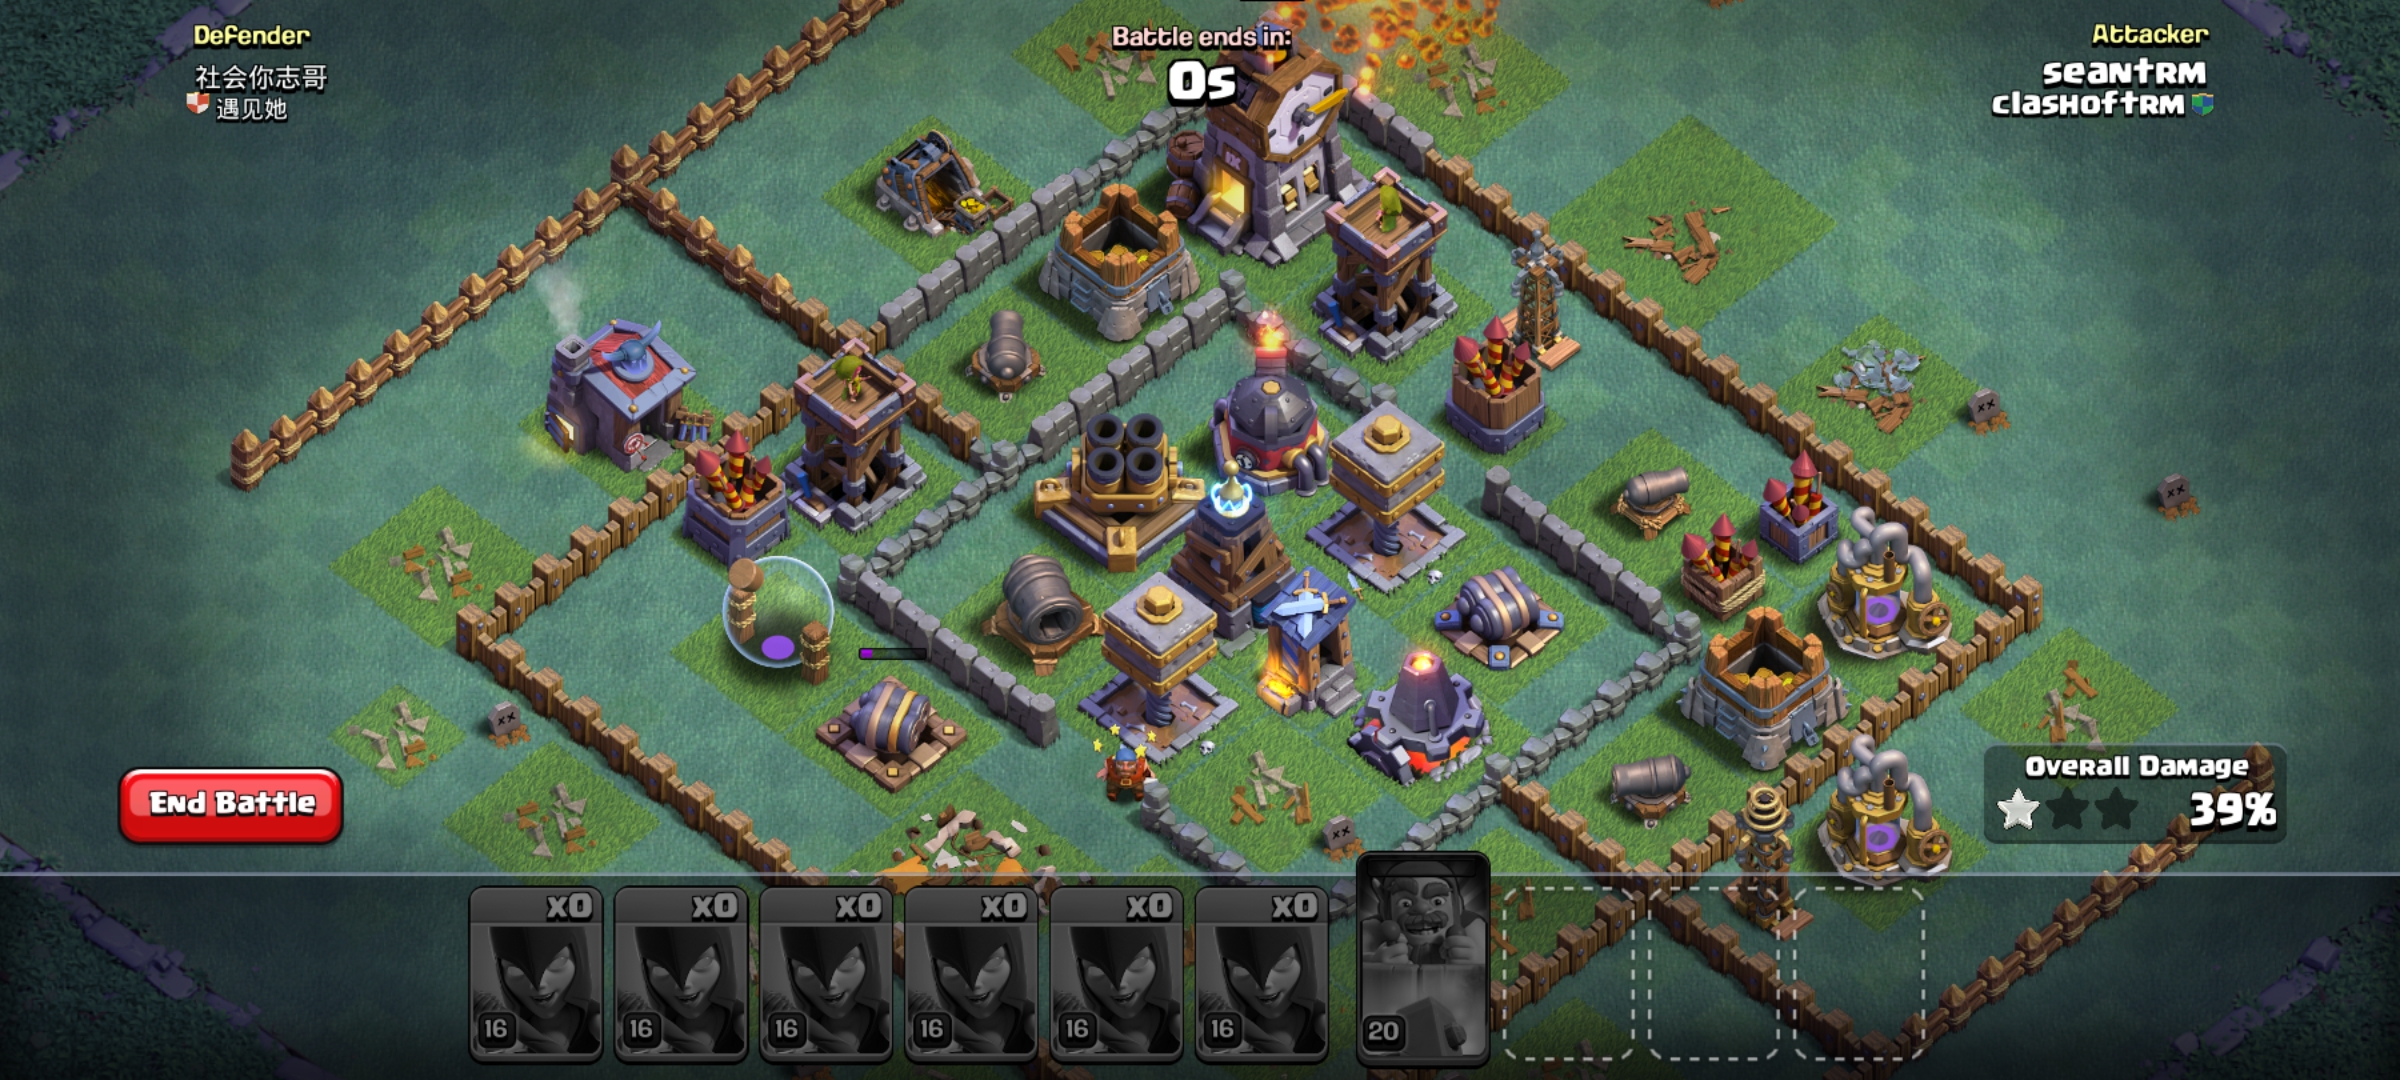 Defender
社会你志哥
遇见她
Battle ends in:
0s
Attacker
seantRM
clashoftRM
End Battle
Overall Damage
39%
x0
x0
x0
x0
x0
x0
16
16
16
16
16
16
20